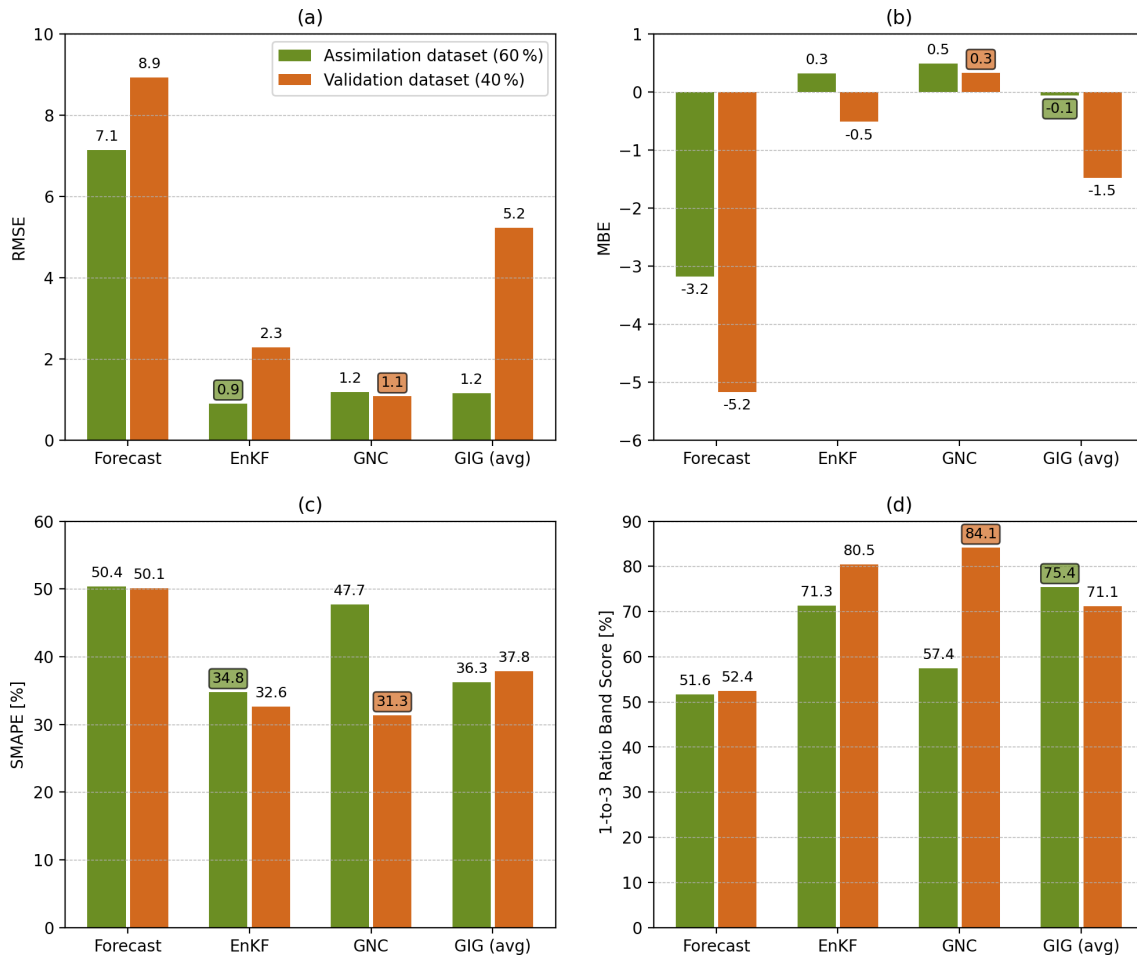 (a)
10
8
6
4
2
0
RMSE
Assimilation dataset (60 %)
Validation dataset (40 %)
7.1
8.9
0.9
2.3
1.2
1.1
1.2
5.2
Forecast
EnKF
GNC
GIG (avg)
(b)
1
0
−1
−2
−3
−4
−5
−6
MBE
-3.2
-5.2
0.3
-0.5
0.5
0.3
-0.1
-1.5
Forecast
EnKF
GNC
GIG (avg)
(c)
60
50
40
30
20
10
0
SMAPE [%]
50.4
50.1
34.8
32.6
47.7
31.3
36.3
37.8
Forecast
EnKF
GNC
GIG (avg)
(d)
90
80
70
60
50
40
30
20
10
0
1-to-3 Ratio Band Score [%]
51.6
52.4
71.3
80.5
57.4
84.1
75.4
71.1
Forecast
EnKF
GNC
GIG (avg)